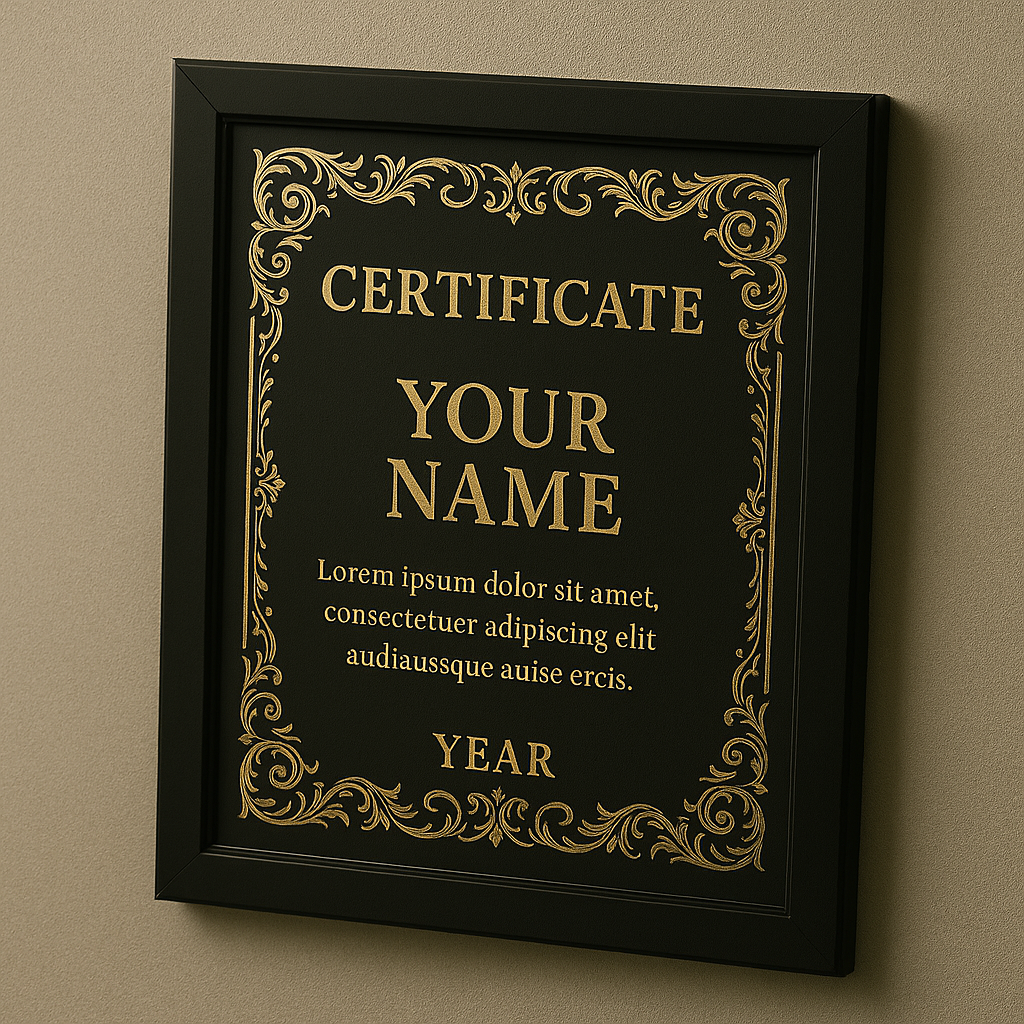 CERTIFICATE
YOUR
NAME
Lorem ipsum dolor sit amet,
consectetuer adipiscing elit
audiaussque auise ercis.
YEAR